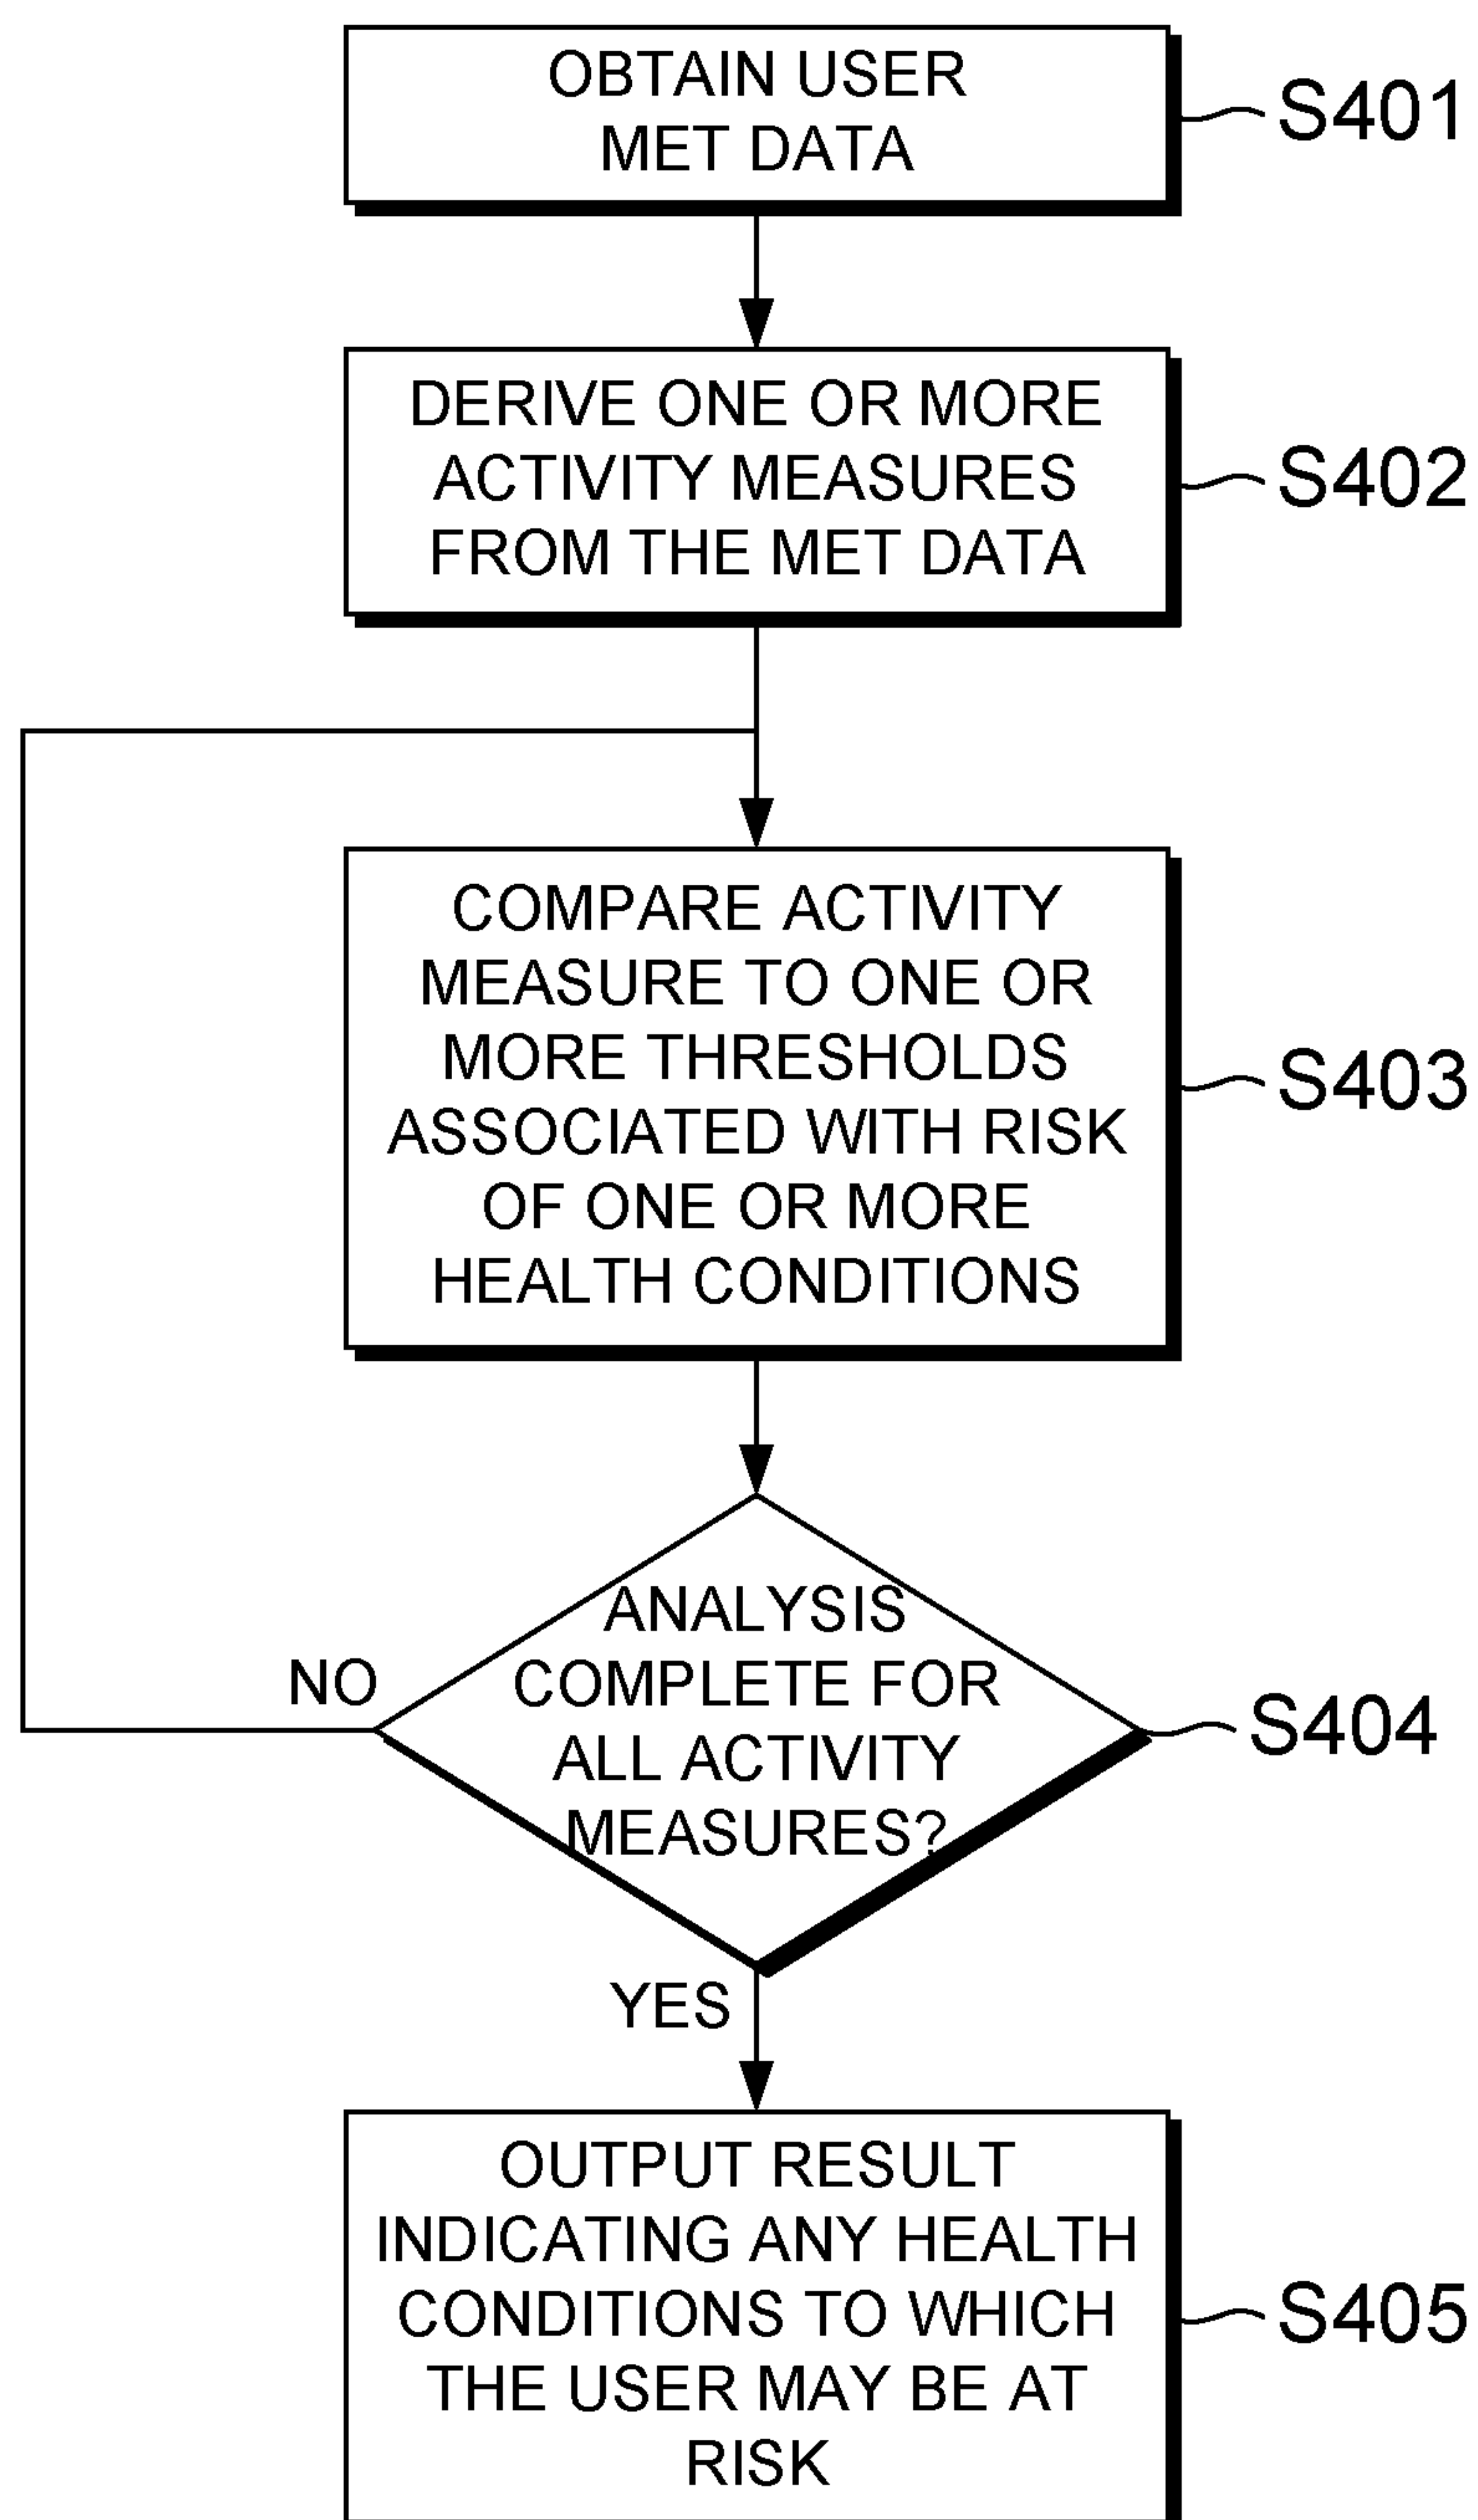 OBTAIN USER
MET DATA
S401
DERIVE ONE OR MORE
ACTIVITY MEASURES
FROM THE MET DATA
S402
COMPARE ACTIVITY
MEASURE TO ONE OR
MORE THRESHOLDS
ASSOCIATED WITH RISK
OF ONE OR MORE
HEALTH CONDITIONS
S403
ANALYSIS
COMPLETE FOR
ALL ACTIVITY
MEASURES?
NO
S404
YES
OUTPUT RESULT
INDICATING ANY HEALTH
CONDITIONS TO WHICH
THE USER MAY BE AT
RISK
S405